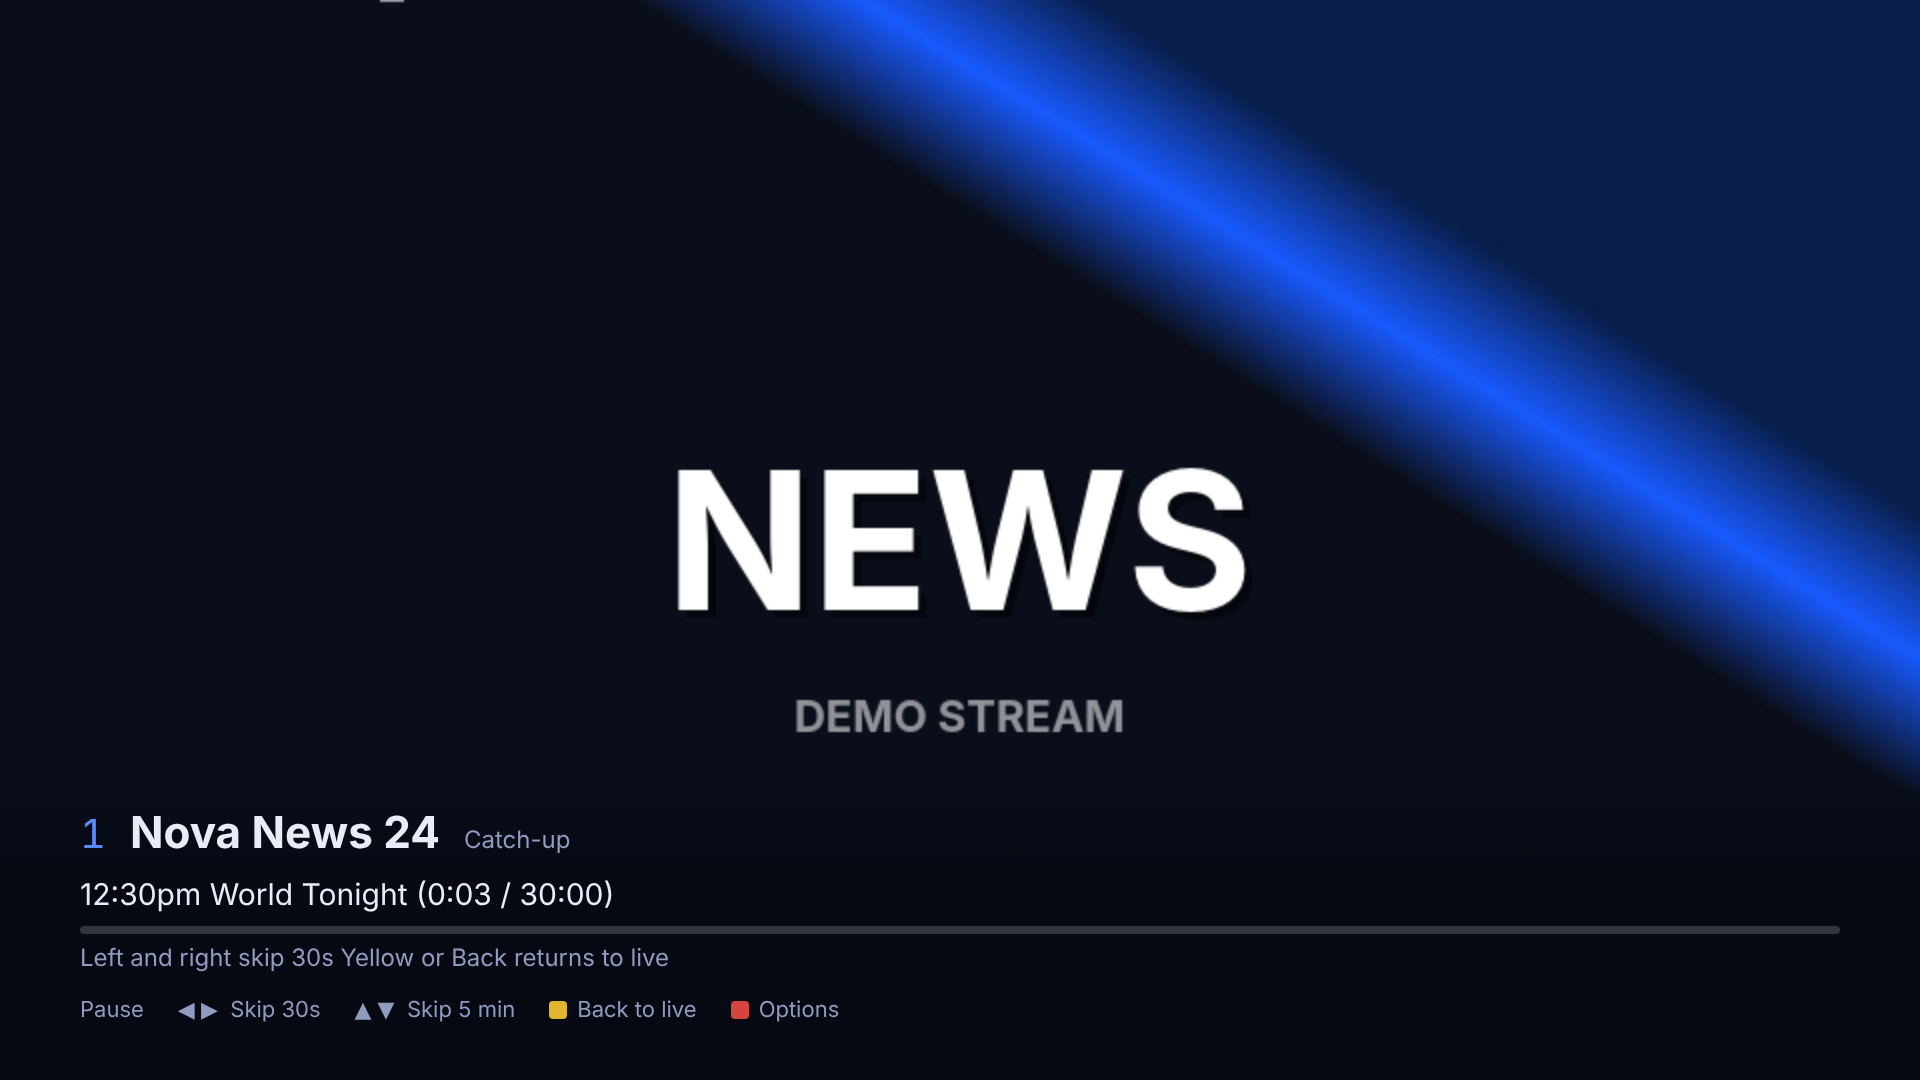 NEWS
DEMO STREAM
1 Nova News 24 Catch-up
12:30pm World Tonight (0:03 / 30:00)
Left and right skip 30s Yellow or Back returns to live
Pause ◀ ▶ Skip 30s ▲ ▼ Skip 5 min Back to live Options